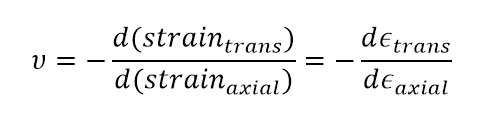 υ = − d(strain_trans) / d(strain_axial) = − dϵ_trans / dϵ_axial